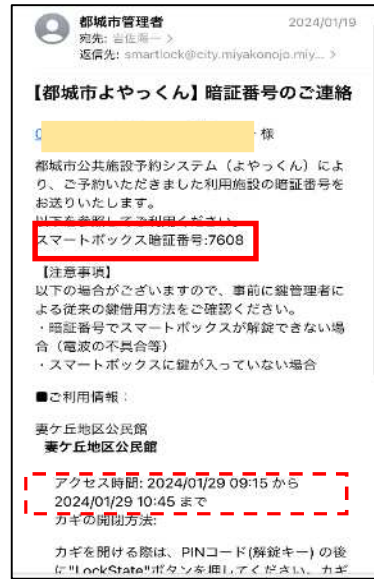 都城市管理者 2024/01/19
宛先: 岩佐陽一 >
返信先: smartlock@city.miyakonojo.miy... >
【都城市よやっくん】暗証番号のご連絡
様
都城市公共施設予約システム（よやっくん）によ
り、ご予約いただきました利用施設の暗証番号を
お送りいたします。
以下を参照してご利用ください。
スマートボックス暗証番号:7608
【注意事項】
以下の場合がございますので、事前に鍵管理者に
よる従来の鍵借用方法をご確認ください。
・暗証番号でスマートボックスが解錠できない場
合（電波の不具合等）
・スマートボックスに鍵が入っていない場合
■ご利用情報：
妻ケ丘地区公民館
妻ケ丘地区公民館
アクセス時間: 2024/01/29 09:15 から
2024/01/29 10:45 まで
カギの開閉方法:
カギを開ける際は、PINコード(解錠キー) の後
に"LockState"ボタンを押してください。カギ